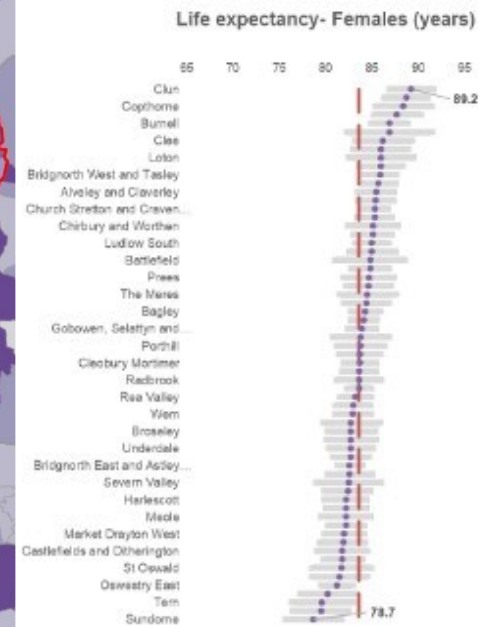 Life expectancy- Females (years)
65 70 75 80 85 90 95
Clun
89.2
Copthorne
Burnell
Clee
Loton
Bridgnorth West and Tasley
Alveley and Claverley
Church Stretton and Craven...
Chirbury and Worthen
Ludlow South
Battlefield
Prees
The Meres
Bagley
Gobowen, Selattyn and...
Porthill
Cleobury Mortimer
Radbrook
Rea Valley
Wem
Broseley
Underdale
Bridgnorth East and Astley...
Severn Valley
Harlescott
Meole
Market Drayton West
Castlefields and Ditherington
St Oswald
Oswestry East
Tern
78.7
Sundorne